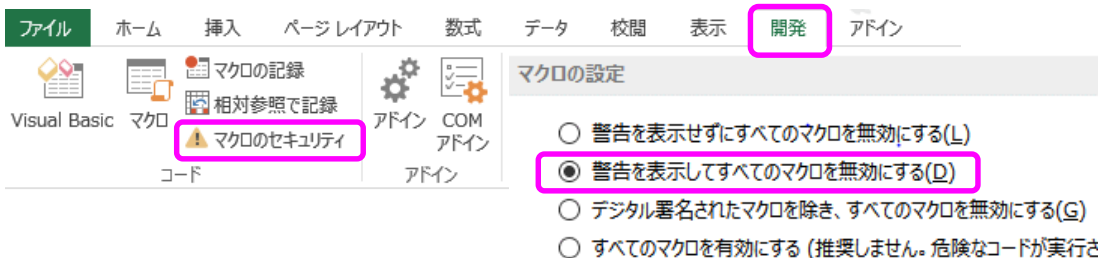 ファイル ホーム 挿入 ページ レイアウト 数式 データ 校閲 表示 開発 アドイン
Visual Basic
マクロ
マクロの記録
相対参照で記録
マクロのセキュリティ
コード
アドイン
COM
アドイン
アドイン
マクロの設定
警告を表示せずにすべてのマクロを無効にする(L)
警告を表示してすべてのマクロを無効にする(D)
デジタル署名されたマクロを除き、すべてのマクロを無効にする(G)
すべてのマクロを有効にする (推奨しません。危険なコードが実行さ